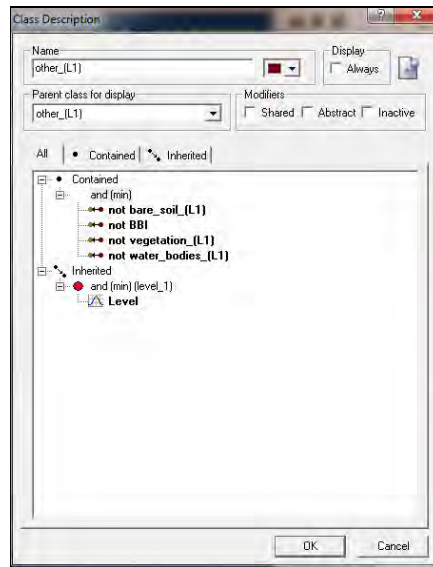 Class Description
Name
other_(L1)
Display
Always
Parent class for display
other_(L1)
Modifiers
Shared Abstract Inactive
All Contained Inherited
Contained
and (min)
not bare_soil_(L1)
not BBI
not vegetation_(L1)
not water_bodies_(L1)
Inherited
and (min) (level_1)
Level
OK Cancel